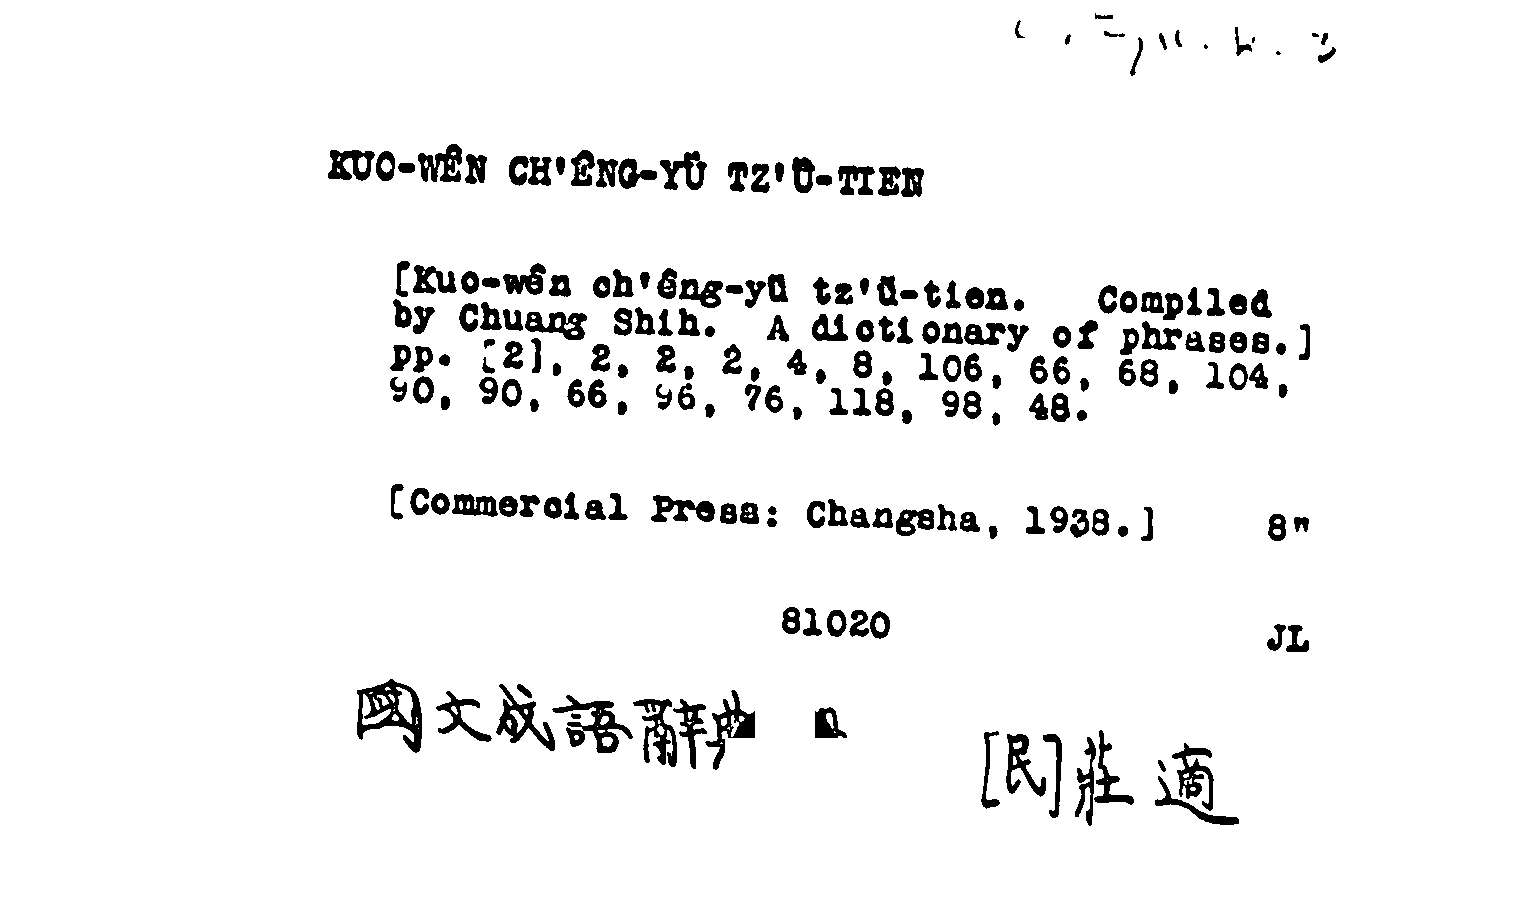 KUO-WÊN CH'ÊNG-YÜ TZ'Ŭ-TIEN
[Kuo-wên ch'êng-yü tz'ŭ-tien. Compiled
by Chuang Shih. A dictionary of phrases.]
pp. [2], 2, 2, 2, 4, 8, 106, 66, 68, 104,
90, 90, 66, 96, 76, 118, 98, 48.
[Commercial Press: Changsha, 1938.] 8"
81020 JL
國文成語辭典
[民]莊適